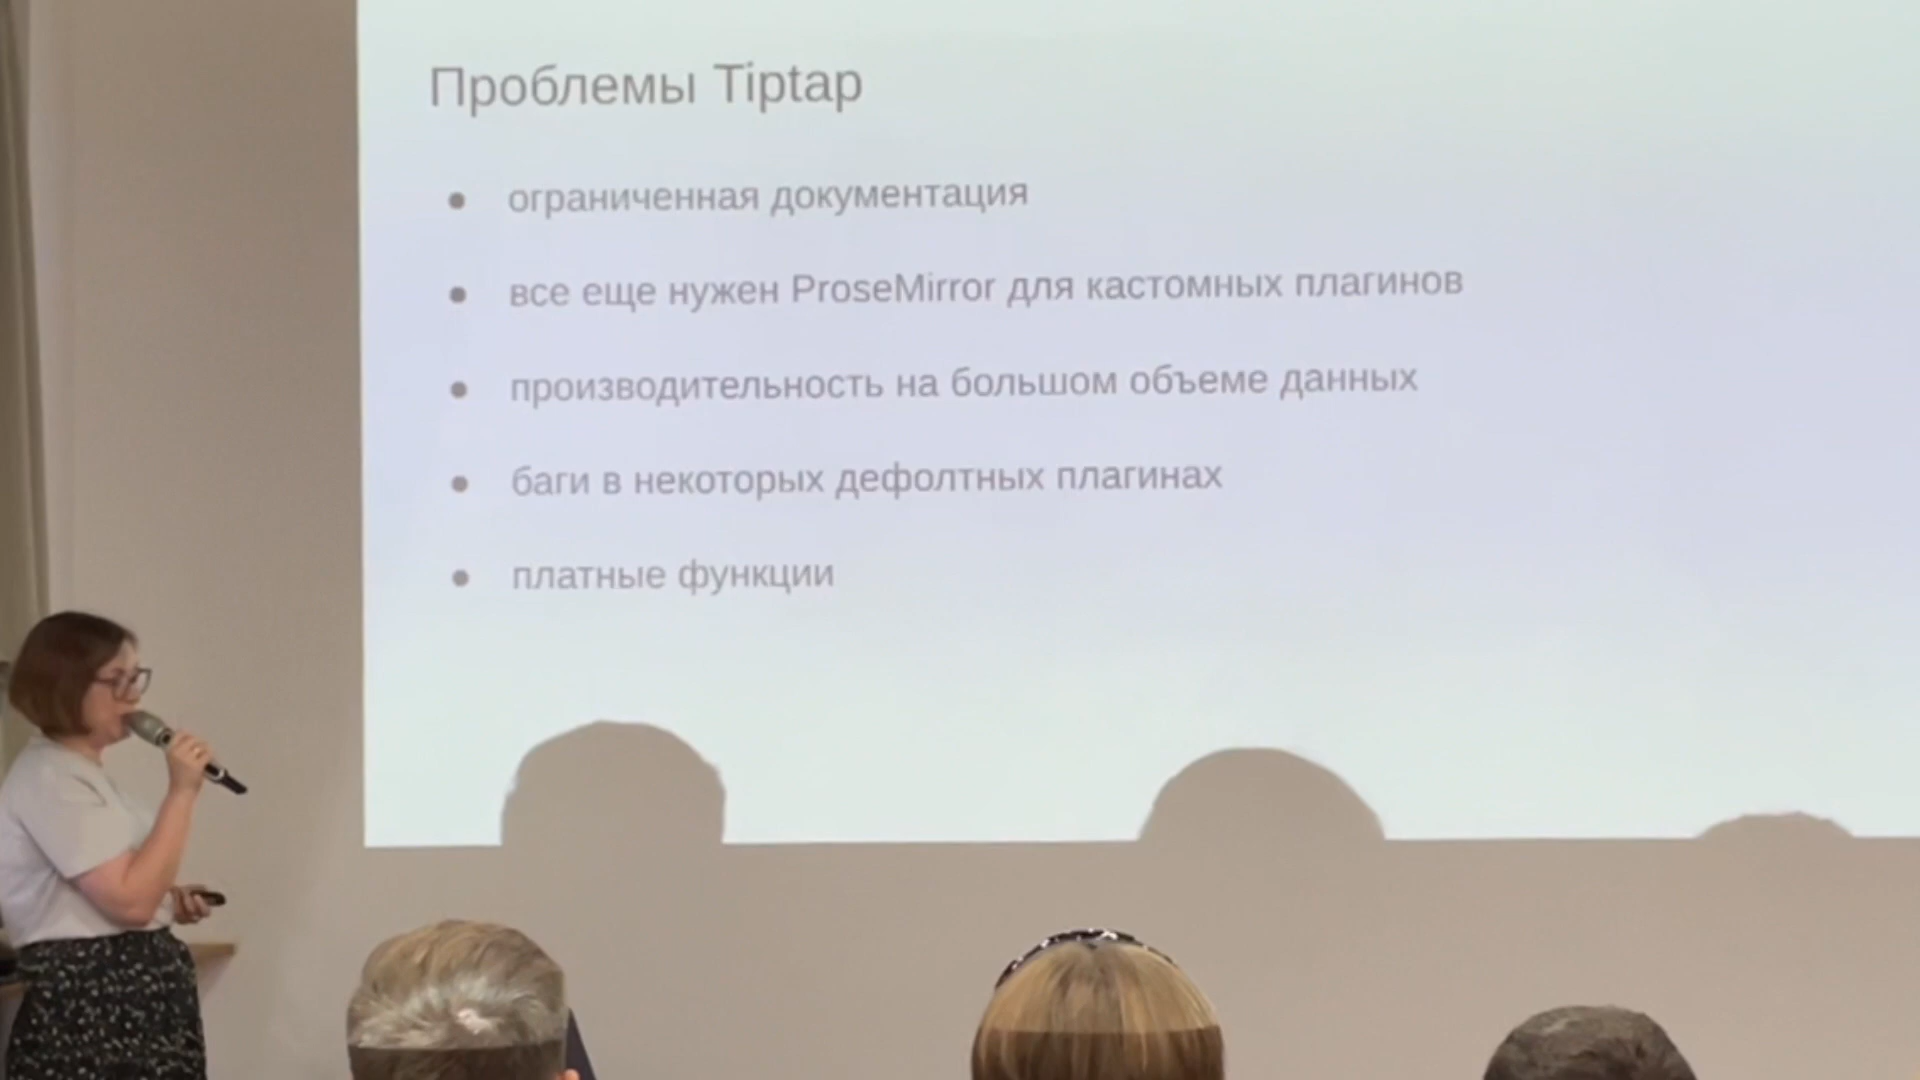 Проблемы Tiptap
ограниченная документация
все еще нужен ProseMirror для кастомных плагинов
производительность на большом объеме данных
баги в некоторых дефолтных плагинах
платные функции